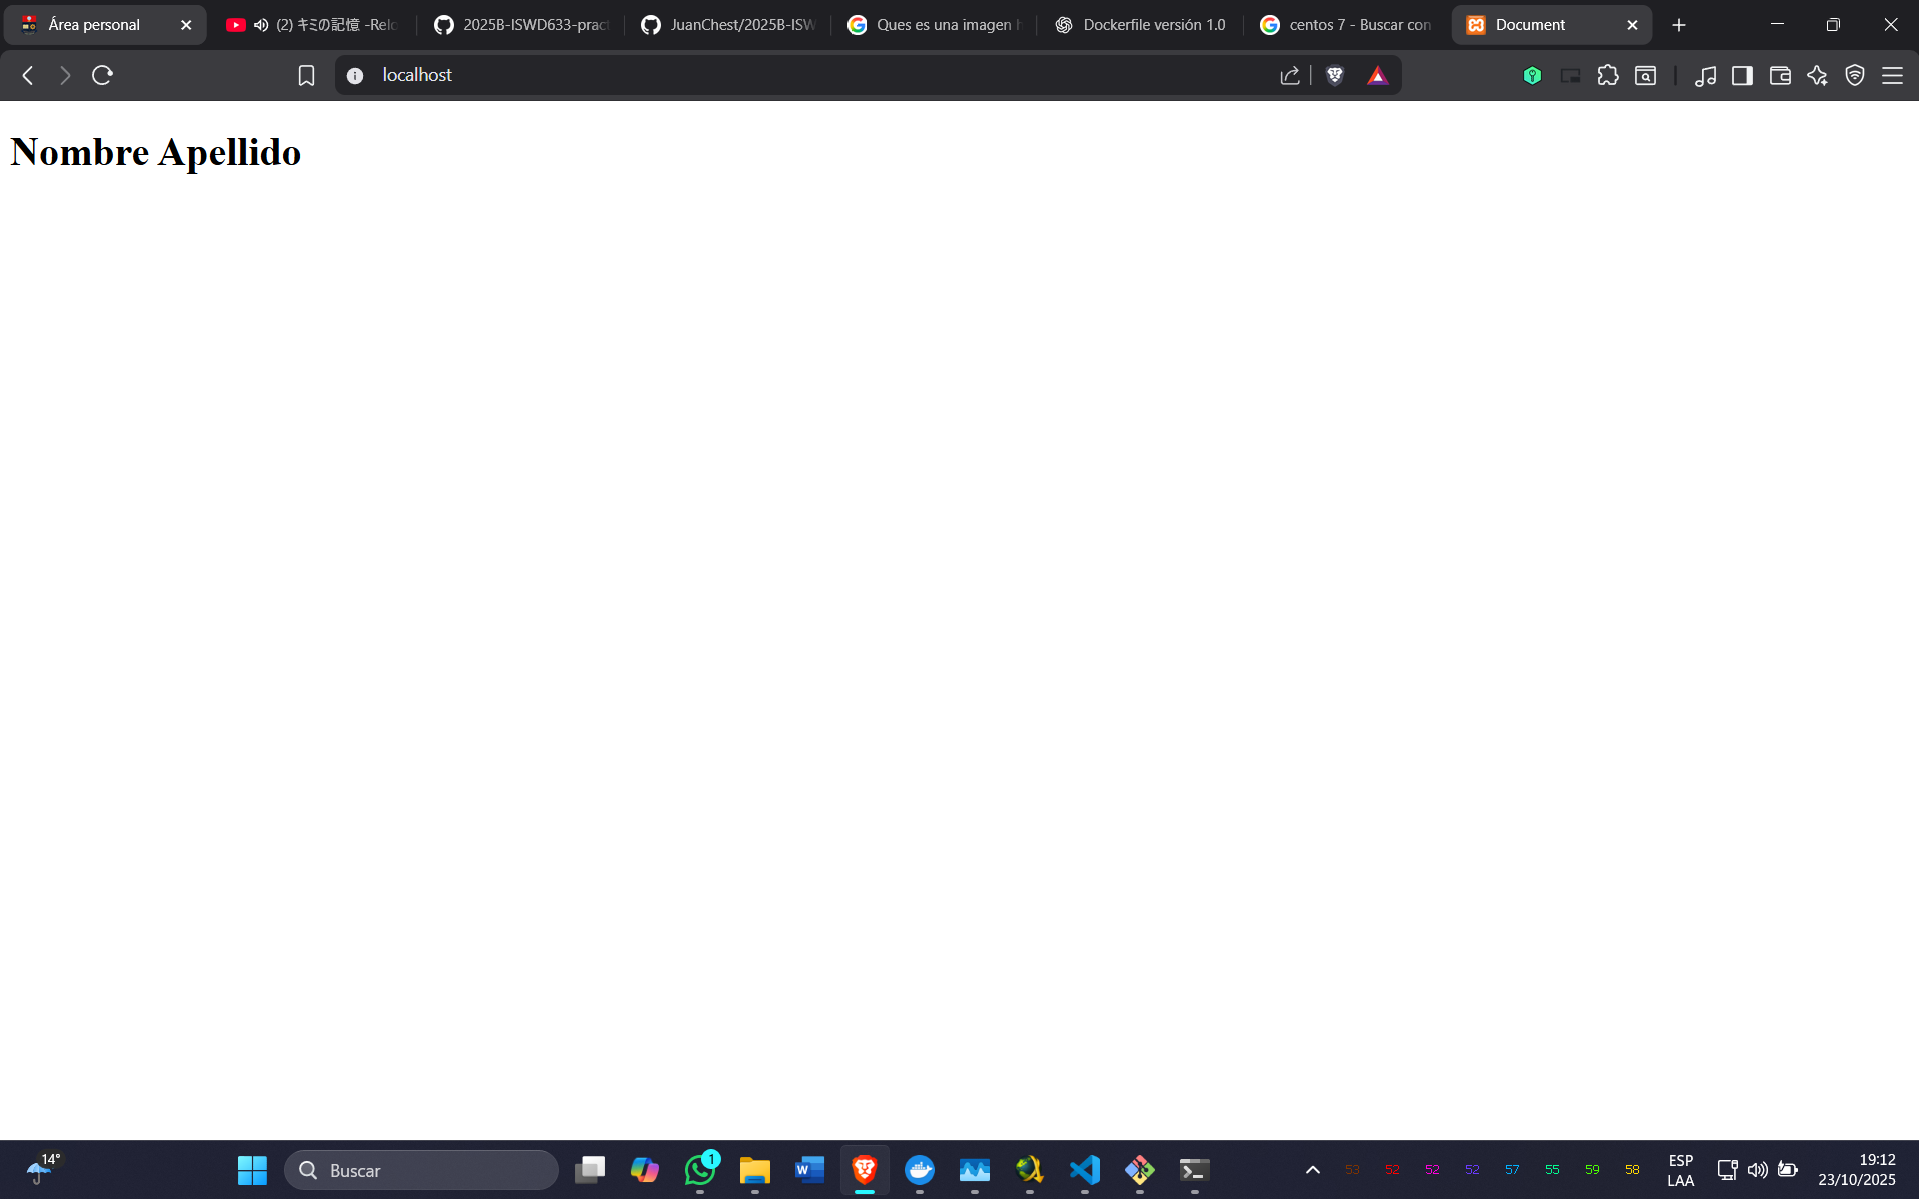 Área personal
(2) キミの記憶 -Relo
2025B-ISWD633-pract
JuanChest/2025B-ISW
Ques es una imagen h
Dockerfile versión 1.0
centos 7 - Buscar con
Document
localhost
Nombre Apellido
14°
Buscar
1
53 52 52 52 57 55 59 58
ESP
LAA
19:12
23/10/2025